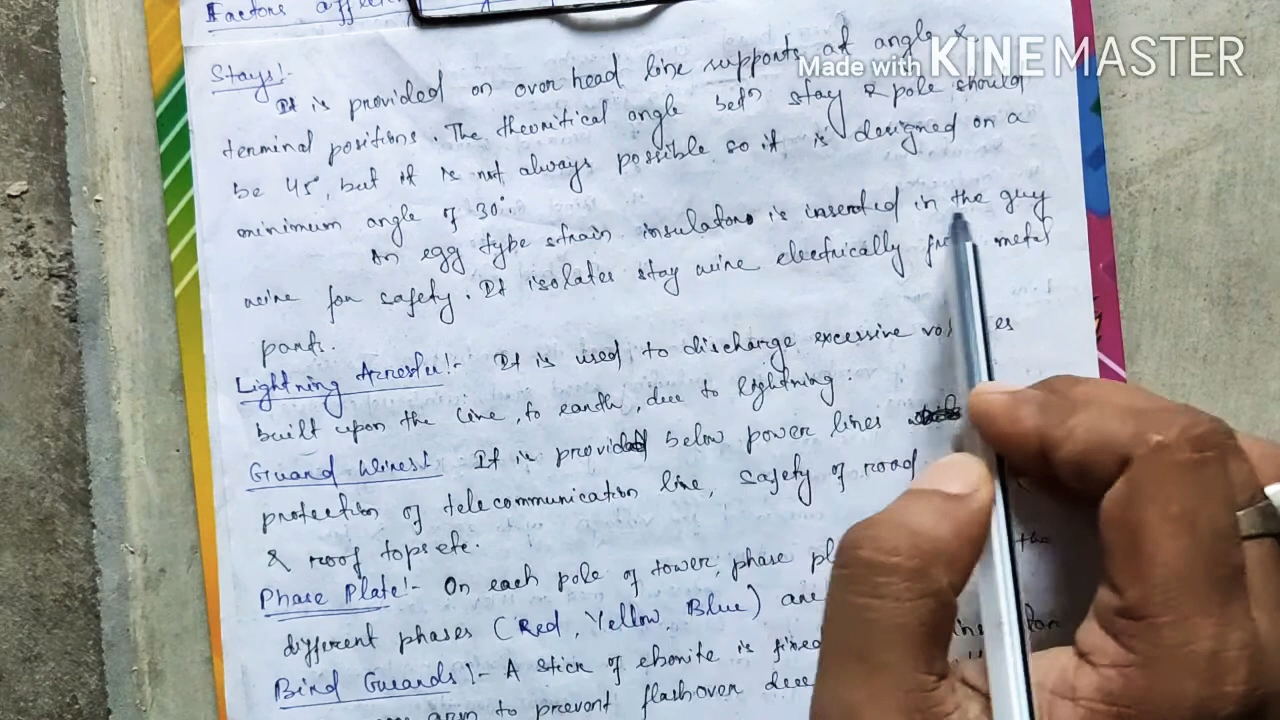 Factors
Stays:-
It is provided on over head line supports at angle &
terminal positions. The theoritical angle betn stay & pole should
be 45°, but it is not always possible so it is designed on a
minimum angle of 30°.
An egg type strain insulator is inserted in the guy
wire for safety. It isolates stay wire electrically metal
parts.
Lightning Arrester:- It is used to discharge excessive
built upon the line, to earth, due to lightning.
Guard Wires:- It is provided below power lines
protection of telecommunication line, safety of road
& roof tops etc.
Phase Plate:- On each pole of tower, phase the
different phases (Red, Yellow, Blue) are
Bird Guards:- A stick of ebonite is fixed
arm to prevent flashover due
Made with KINEMASTER